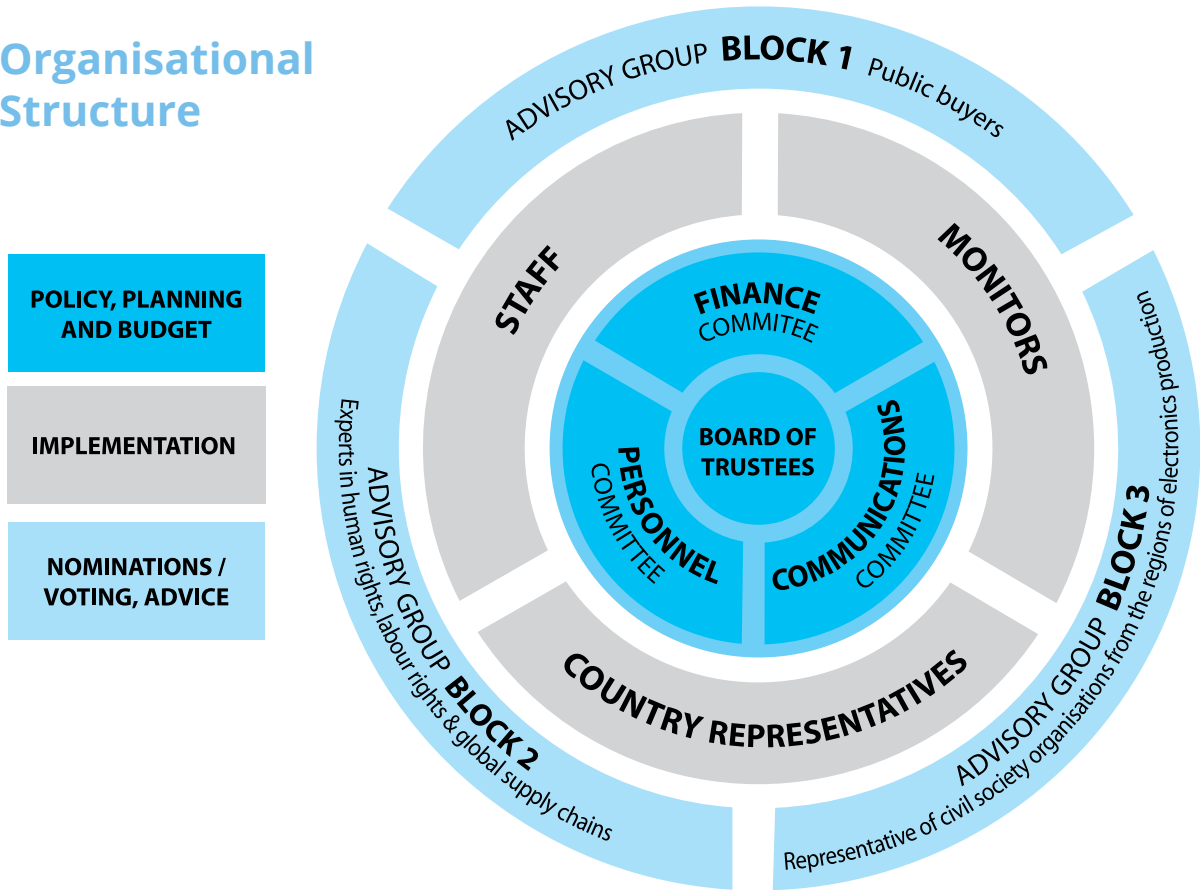 Organisational
Structure
POLICY, PLANNING
AND BUDGET
IMPLEMENTATION
NOMINATIONS /
VOTING, ADVICE
ADVISORY GROUP BLOCK 1 Public buyers
STAFF
MONITORS
FINANCE
COMMITEE
BOARD OF
TRUSTEES
PERSONNEL
COMMITTEE
COMMUNICATIONS
COMMITTEE
COUNTRY REPRESENTATIVES
ADVISORY GROUP BLOCK 2
Experts in human rights, labour rights & global supply chains
ADVISORY GROUP BLOCK 3
Representative of civil society organisations from the regions of electronics production